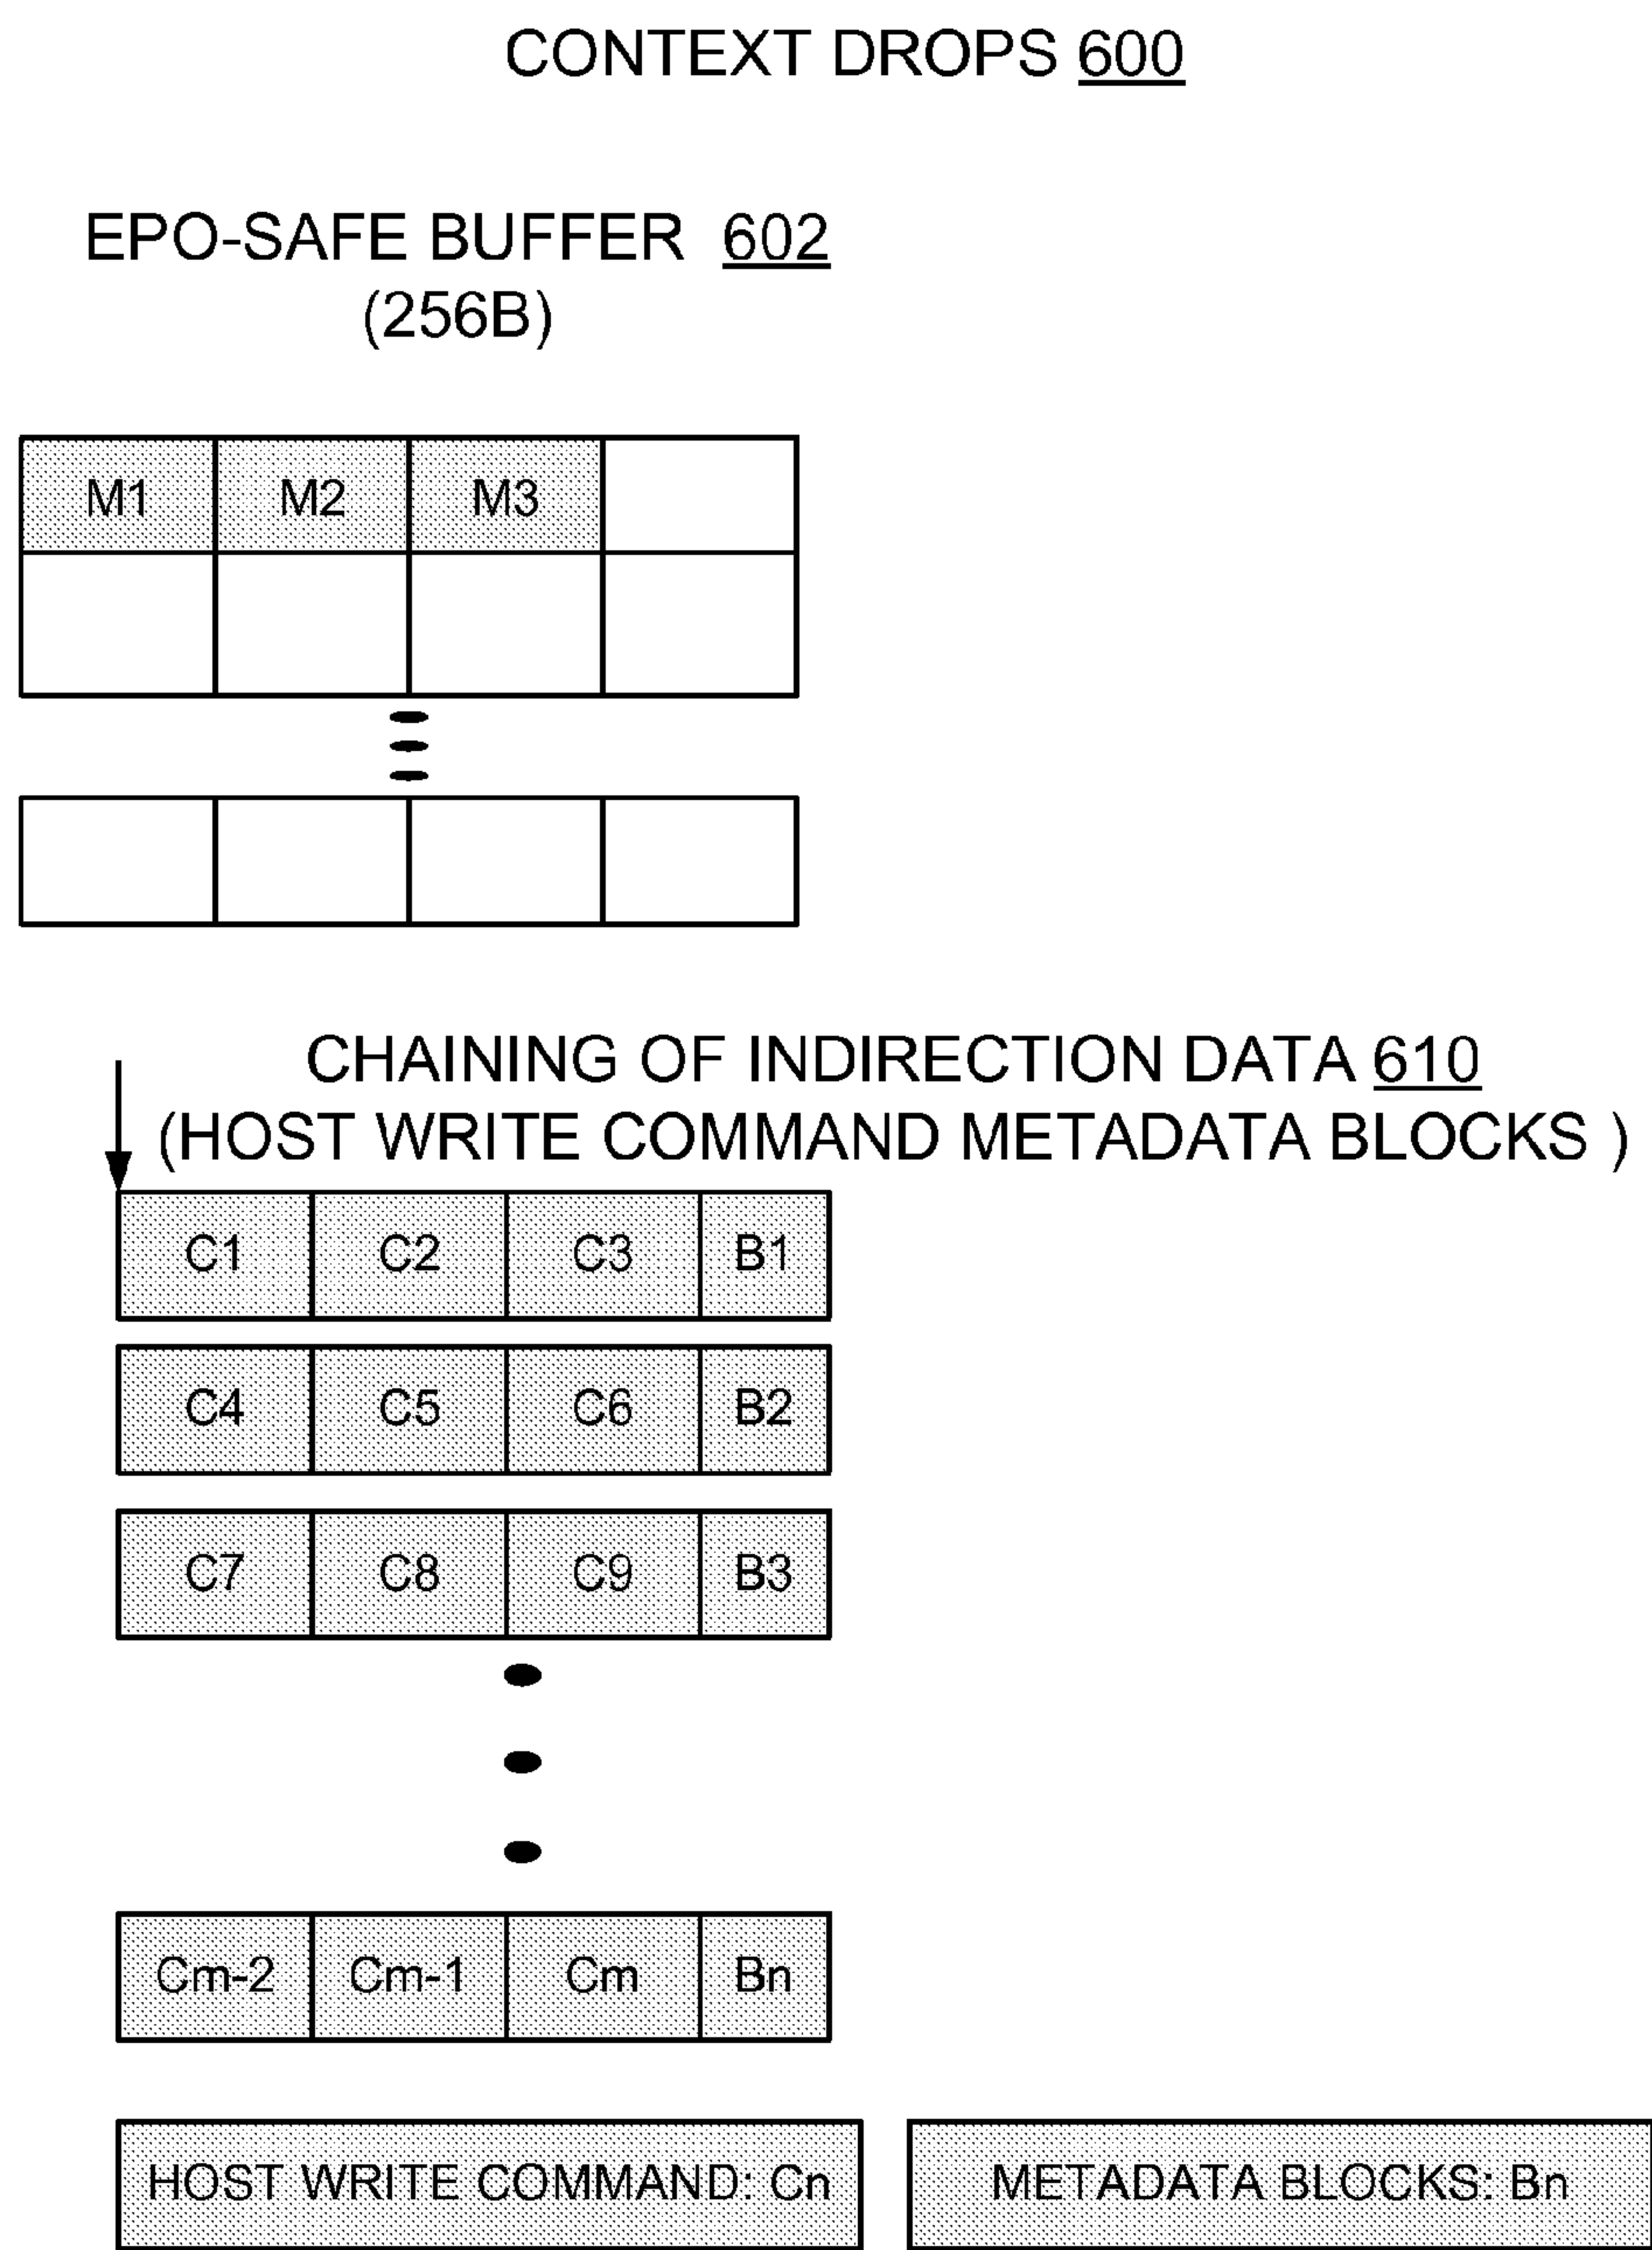 CONTEXT DROPS 600
EPO-SAFE BUFFER 602
(256B)
M1 M2 M3
CHAINING OF INDIRECTION DATA 610
(HOST WRITE COMMAND METADATA BLOCKS )
C1 C2 C3 B1
C4 C5 C6 B2
C7 C8 C9 B3
Cm-2 Cm-1 Cm Bn
HOST WRITE COMMAND: Cn METADATA BLOCKS: Bn